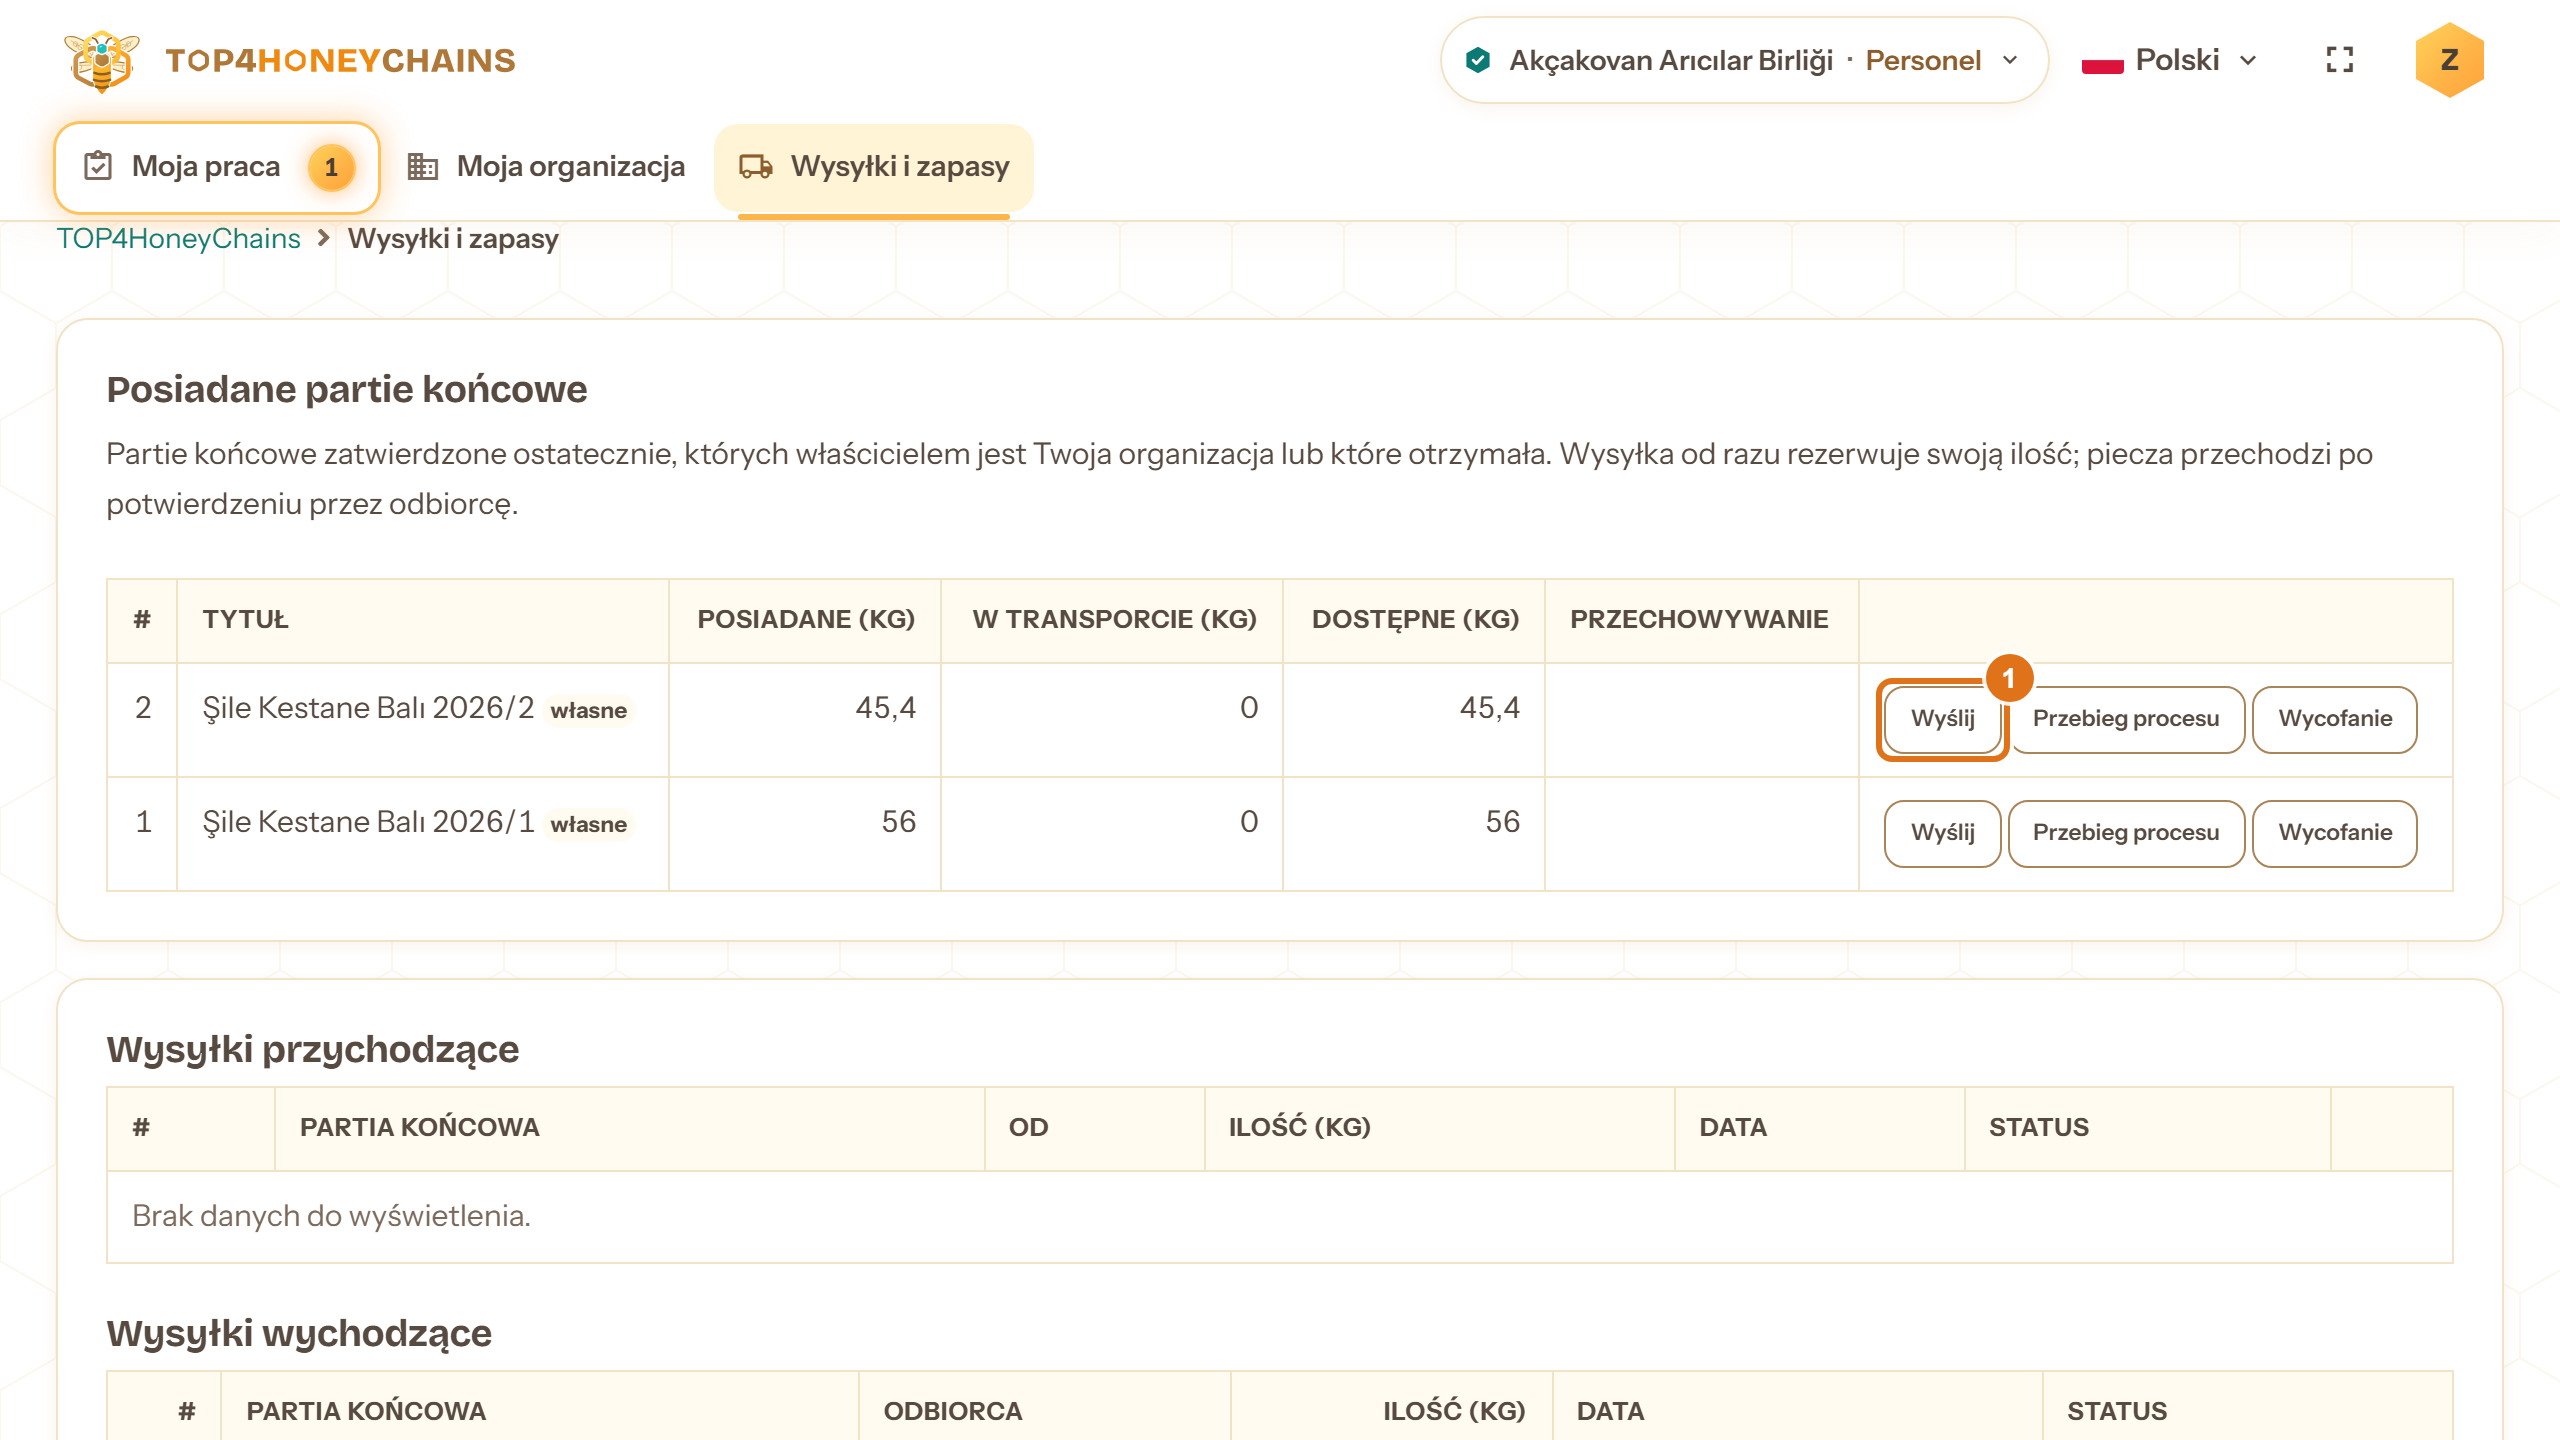 TOP4HONEYCHAINS
Akçakovan Arıcılar Birliği · Personel
Polski
Z
Moja praca 1
Moja organizacja
Wysyłki i zapasy
TOP4HoneyChains > Wysyłki i zapasy
Posiadane partie końcowe
Partie końcowe zatwierdzone ostatecznie, których właścicielem jest Twoja organizacja lub które otrzymała. Wysyłka od razu rezerwuje swoją ilość; piecza przechodzi po
potwierdzeniu przez odbiorcę.
# TYTUŁ POSIADANE (KG) W TRANSPORCIE (KG) DOSTĘPNE (KG) PRZECHOWYWANIE
1
2 Şile Kestane Balı 2026/2 własne 45,4 0 45,4 Wyślij Przebieg procesu Wycofanie
1 Şile Kestane Balı 2026/1 własne 56 0 56 Wyślij Przebieg procesu Wycofanie
Wysyłki przychodzące
# PARTIA KOŃCOWA OD ILOŚĆ (KG) DATA STATUS
Brak danych do wyświetlenia.
Wysyłki wychodzące
# PARTIA KOŃCOWA ODBIORCA ILOŚĆ (KG) DATA STATUS